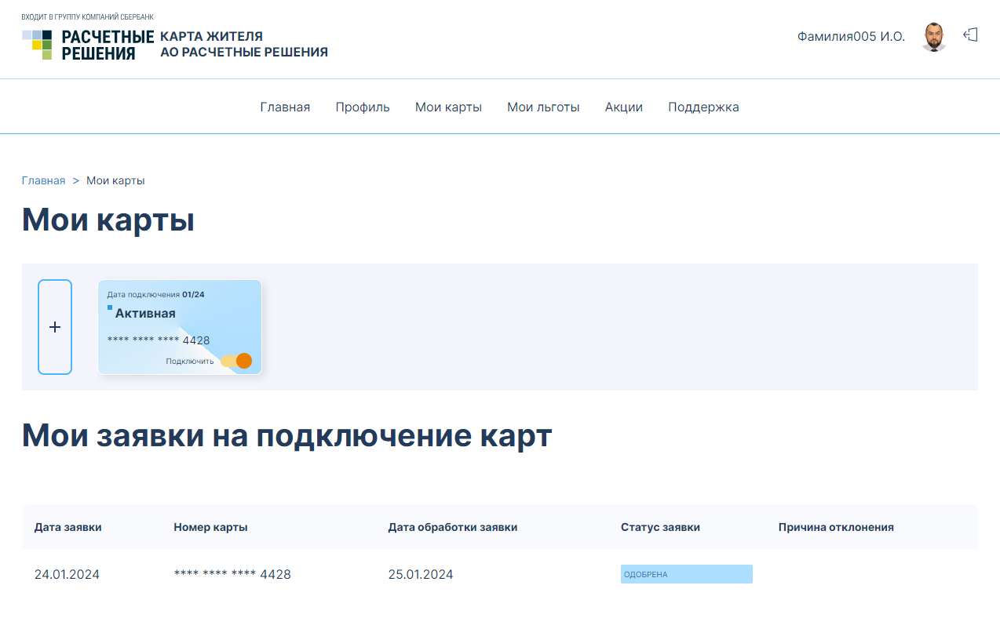 ВХОДИТ В ГРУППУ КОМПАНИЙ СБЕРБАНК
РАСЧЕТНЫЕ
РЕШЕНИЯ
КАРТА ЖИТЕЛЯ
АО РАСЧЕТНЫЕ РЕШЕНИЯ
Фамилия005 И.О.
Главная Профиль Мои карты Мои льготы Акции Поддержка
Главная > Мои карты
Мои карты
+
Дата подключения 01/24
Активная
**** **** **** 4428
Подключить
Мои заявки на подключение карт
Дата заявки Номер карты Дата обработки заявки Статус заявки Причина отклонения
24.01.2024 **** **** **** 4428 25.01.2024 ОДОБРЕНА